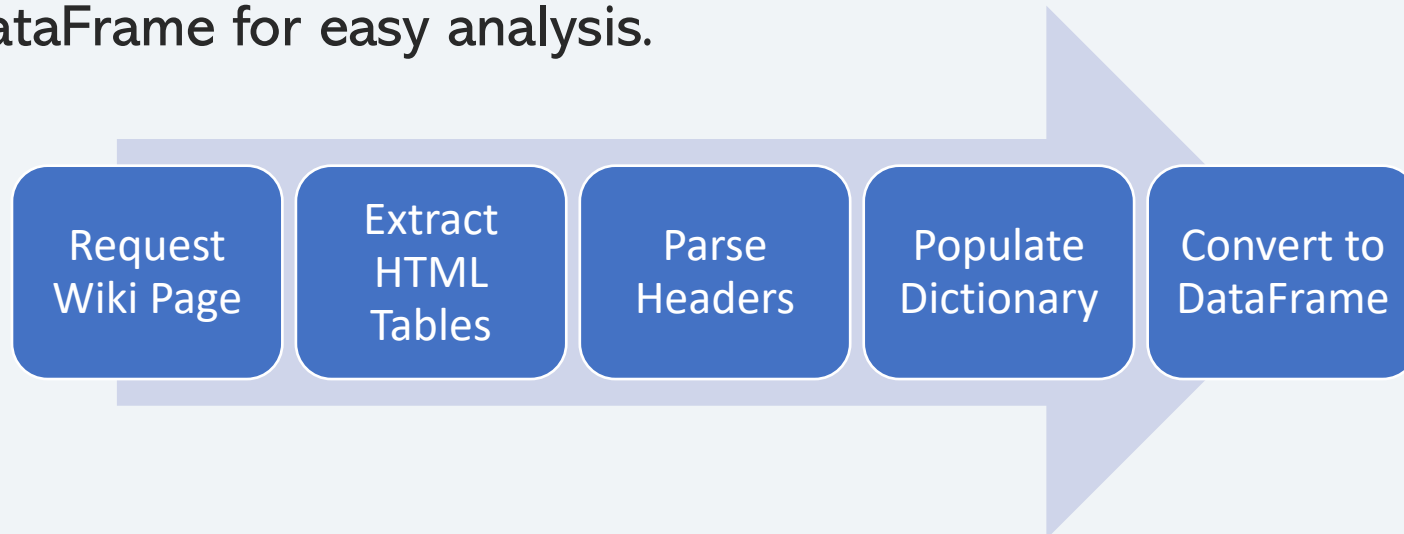 ataFrame for easy analysis.
Request
Wiki Page
Extract
HTML
Tables
Parse
Headers
Populate
Dictionary
Convert to
DataFrame